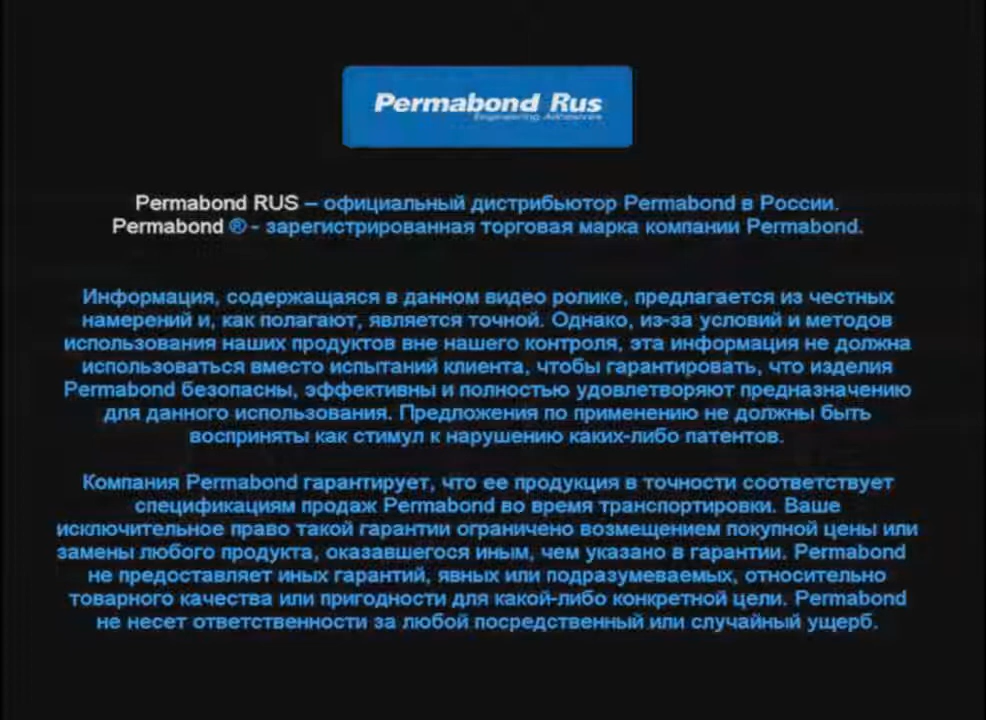 Permabond Rus
Engineering Adhesives
Permabond RUS – официальный дистрибьютор Permabond в России.
Permabond ® - зарегистрированная торговая марка компании Permabond.
Информация, содержащаяся в данном видео ролике, предлагается из честных
намерений и, как полагают, является точной. Однако, из-за условий и методов
использования наших продуктов вне нашего контроля, эта информация не должна
использоваться вместо испытаний клиента, чтобы гарантировать, что изделия
Permabond безопасны, эффективны и полностью удовлетворяют предназначению
для данного использования. Предложения по применению не должны быть
восприняты как стимул к нарушению каких-либо патентов.
Компания Permabond гарантирует, что ее продукция в точности соответствует
спецификациям продаж Permabond во время транспортировки. Ваше
исключительное право такой гарантии ограничено возмещением покупной цены или
замены любого продукта, оказавшегося иным, чем указано в гарантии. Permabond
не предоставляет иных гарантий, явных или подразумеваемых, относительно
товарного качества или пригодности для какой-либо конкретной цели. Permabond
не несет ответственности за любой посредственный или случайный ущерб.